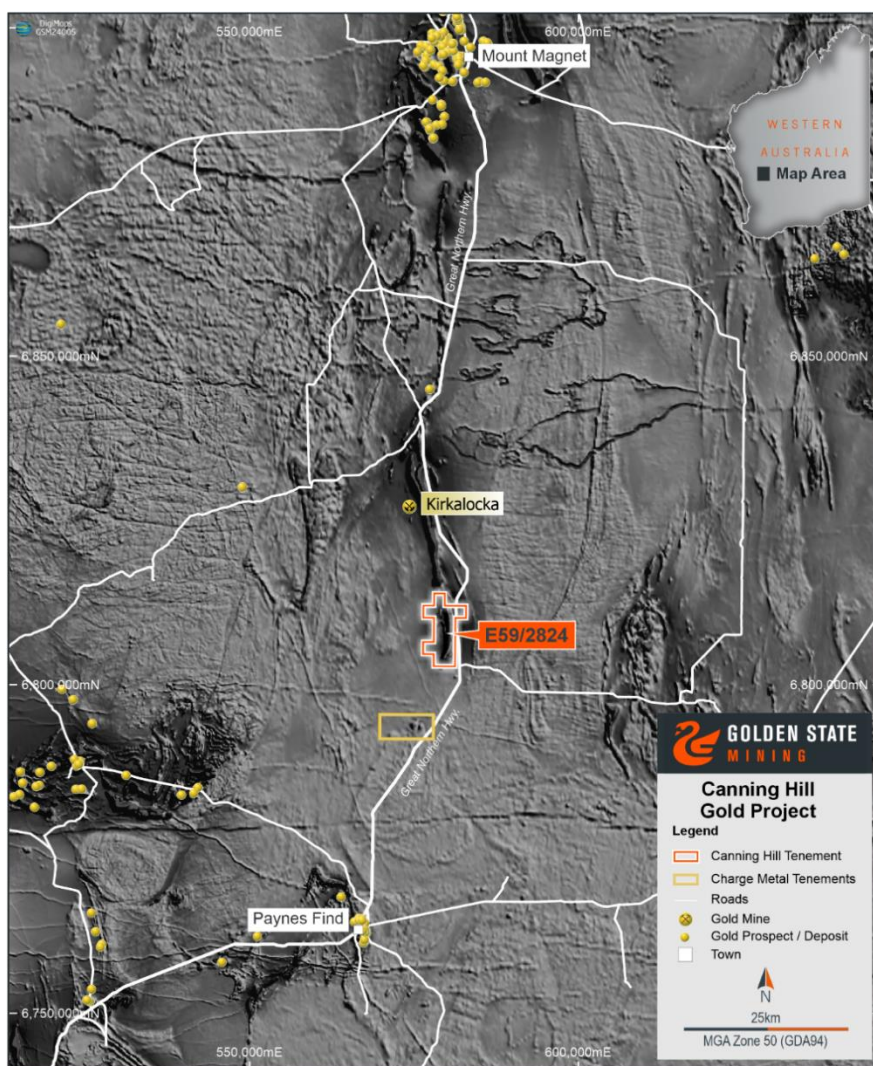 DigiMaps
GSM24005
550,000mE
600,000mE
Mount Magnet
WESTERN
AUSTRALIA
Map Area
Great Northern Hwy.
6,850,000mN
6,850,000mN
Kirkalocka
E59/2824
6,800,000mN
6,800,000mN
Great Northern Hwy.
GOLDEN STATE
MINING
Canning Hill
Gold Project
Legend
Canning Hill Tenement
Charge Metal Tenements
Roads
Gold Mine
Gold Prospect / Deposit
Town
N
25km
MGA Zone 50 (GDA94)
Paynes Find
6,750,000mN
550,000mE
600,000mE